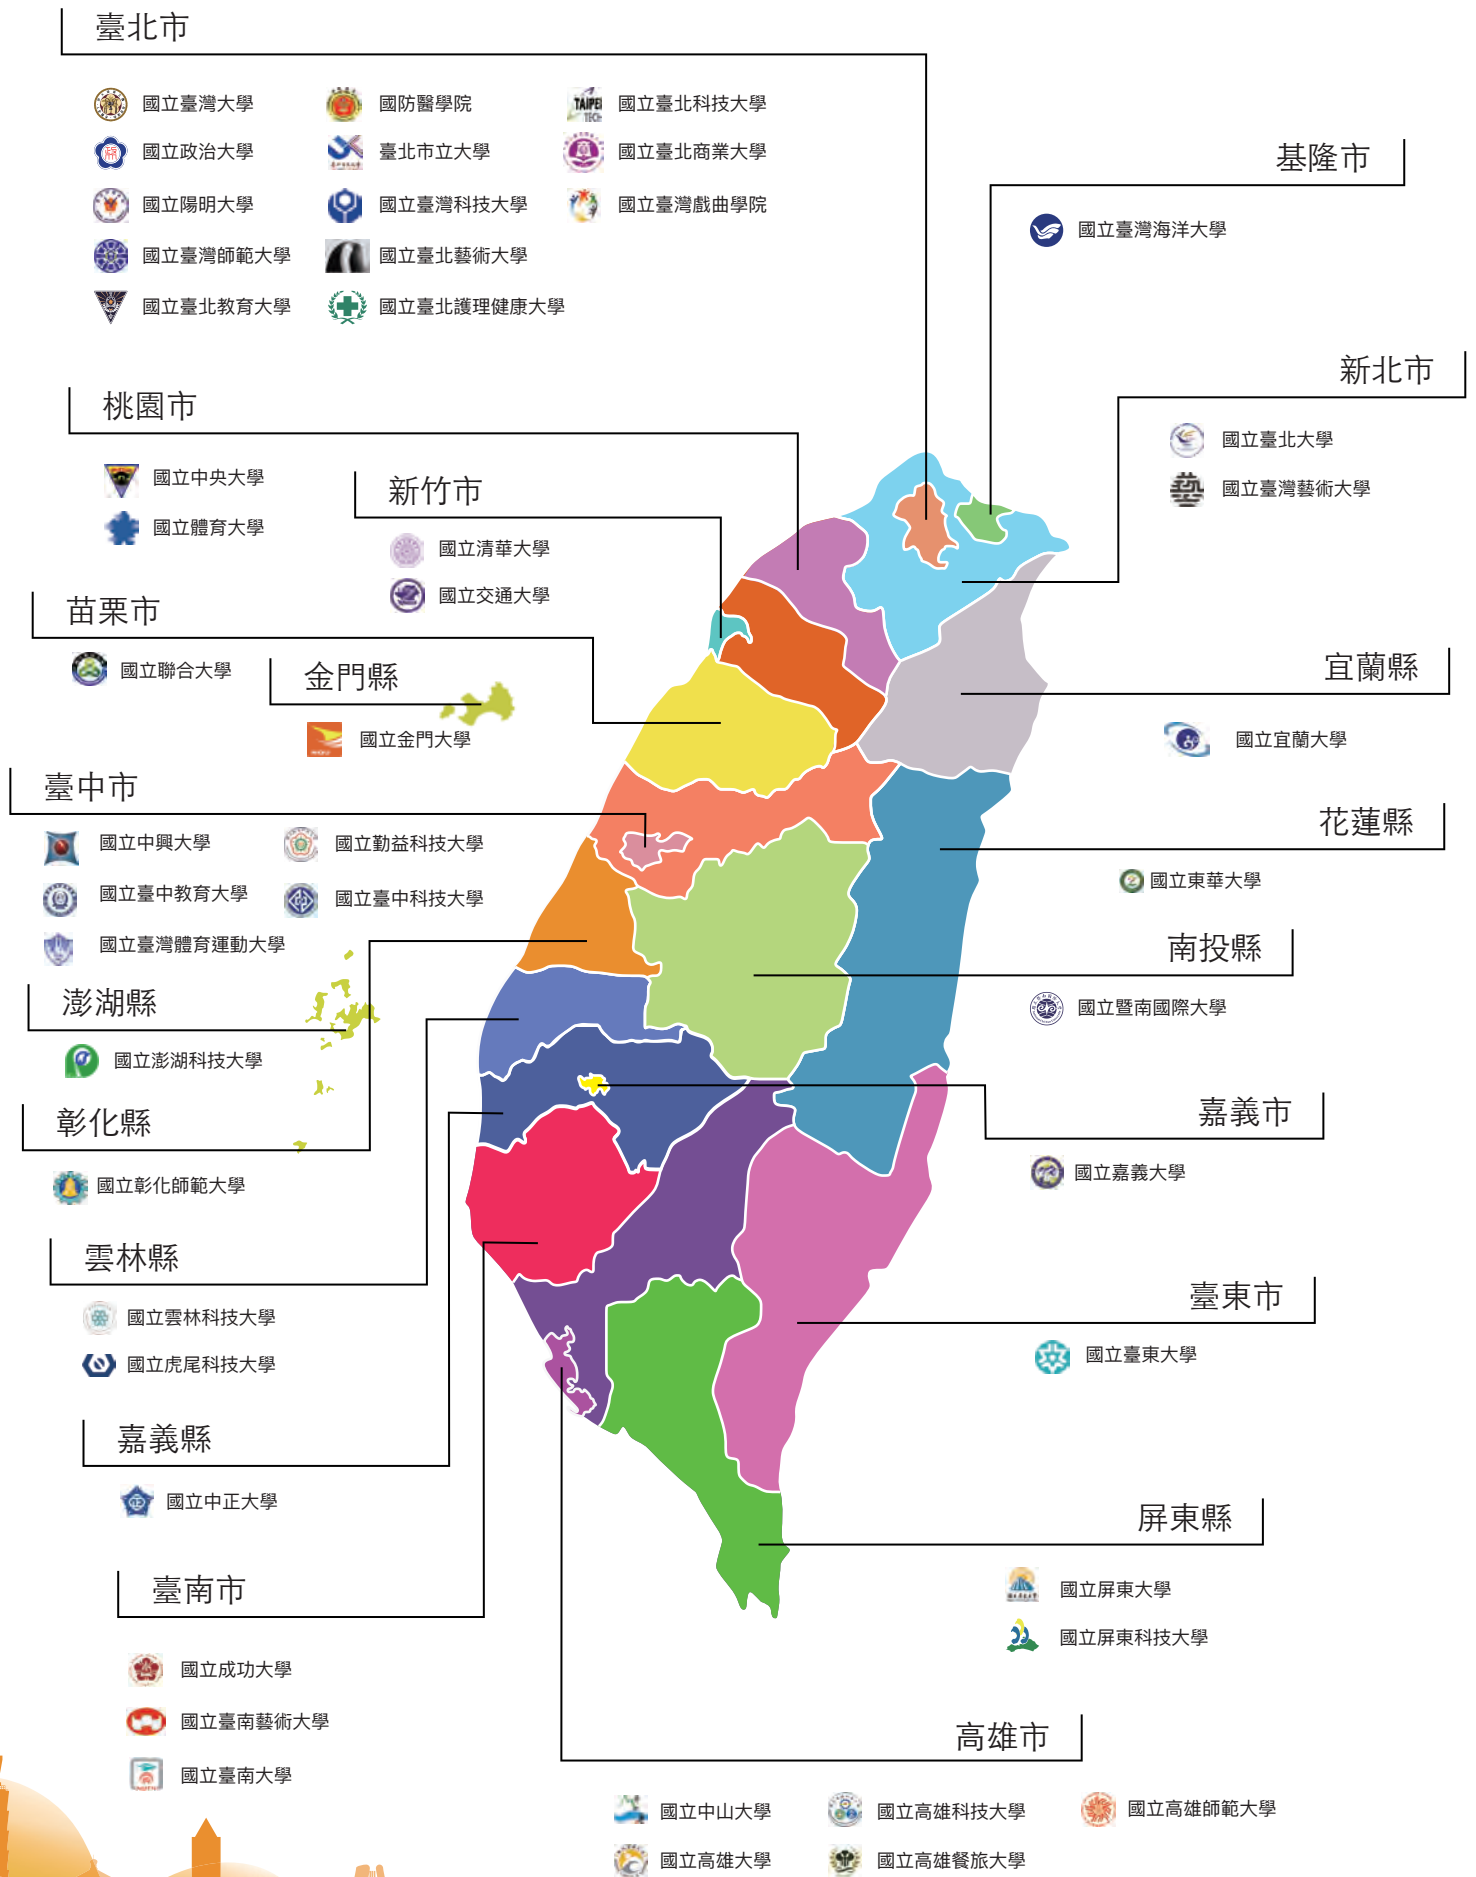 臺北市
國立臺灣大學
國立政治大學
國立陽明大學
國立臺灣師範大學
國立臺北教育大學
國防醫學院
臺北市立大學
國立臺灣科技大學
國立臺北藝術大學
國立臺北護理健康大學
TAIPEI
TECH
國立臺北科技大學
國立臺北商業大學
國立臺灣戲曲學院
基隆市
國立臺灣海洋大學
新北市
國立臺北大學
國立臺灣藝術大學
桃園市
國立中央大學
國立體育大學
新竹市
國立清華大學
國立交通大學
苗栗市
國立聯合大學
金門縣
國立金門大學
宜蘭縣
國立宜蘭大學
臺中市
國立中興大學
國立臺中教育大學
國立臺灣體育運動大學
國立勤益科技大學
國立臺中科技大學
花蓮縣
國立東華大學
南投縣
國立暨南國際大學
澎湖縣
國立澎湖科技大學
彰化縣
國立彰化師範大學
嘉義市
國立嘉義大學
雲林縣
國立雲林科技大學
國立虎尾科技大學
臺東市
國立臺東大學
嘉義縣
國立中正大學
屏東縣
國立屏東大學
國立屏東科技大學
臺南市
國立成功大學
國立臺南藝術大學
國立臺南大學
高雄市
國立中山大學
國立高雄大學
國立高雄科技大學
國立高雄餐旅大學
國立高雄師範大學